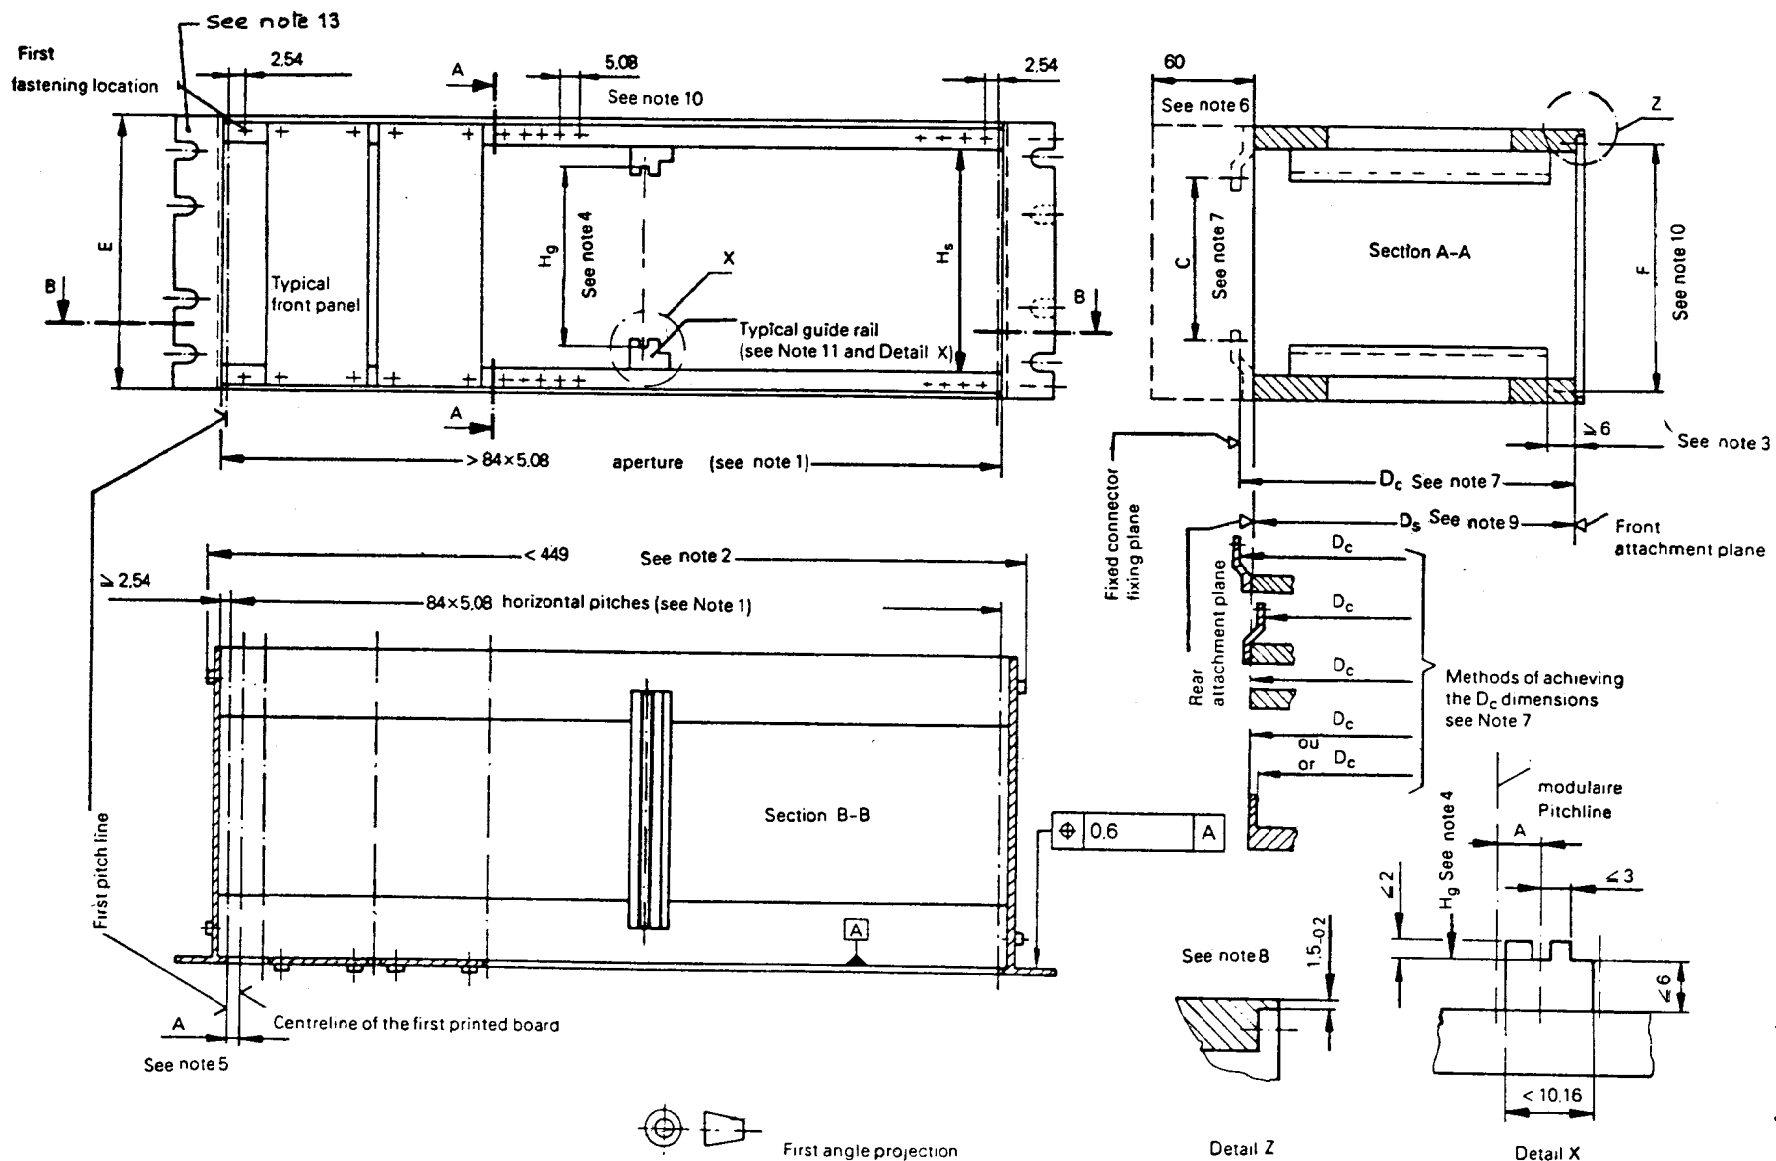 See note 13
First
fastening location
2.54
A
5.08
See note 10
2.54
60
See note 6
Z
E
B
Typical
front panel
Hg
See note 4
X
Hs
B
Typical guide rail
(see Note 11 and Detail X)
A
C
See note 7
Section A-A
F
See note 10
>84×5.08 aperture (see note 1)
≥6
See note 3
Dc See note 7
Ds See note 9
Front
attachment plane
Fixed connector
fixing plane
Rear
attachment plane
<449 See note 2
≥2.54
84×5.08 horizontal pitches (see Note 1)
Dc
Dc
Dc
Dc
ou
or Dc
Methods of achieving
the Dc dimensions
see Note 7
First pitch line
Section B-B
⌖ 0.6 A
A
modulaire
Pitchline
A
Hg See note 4
≤2
≤3
≤6
<10.16
See note 8
1.5-0.2
A
Centreline of the first printed board
See note 5
First angle projection
Detail Z
Detail X